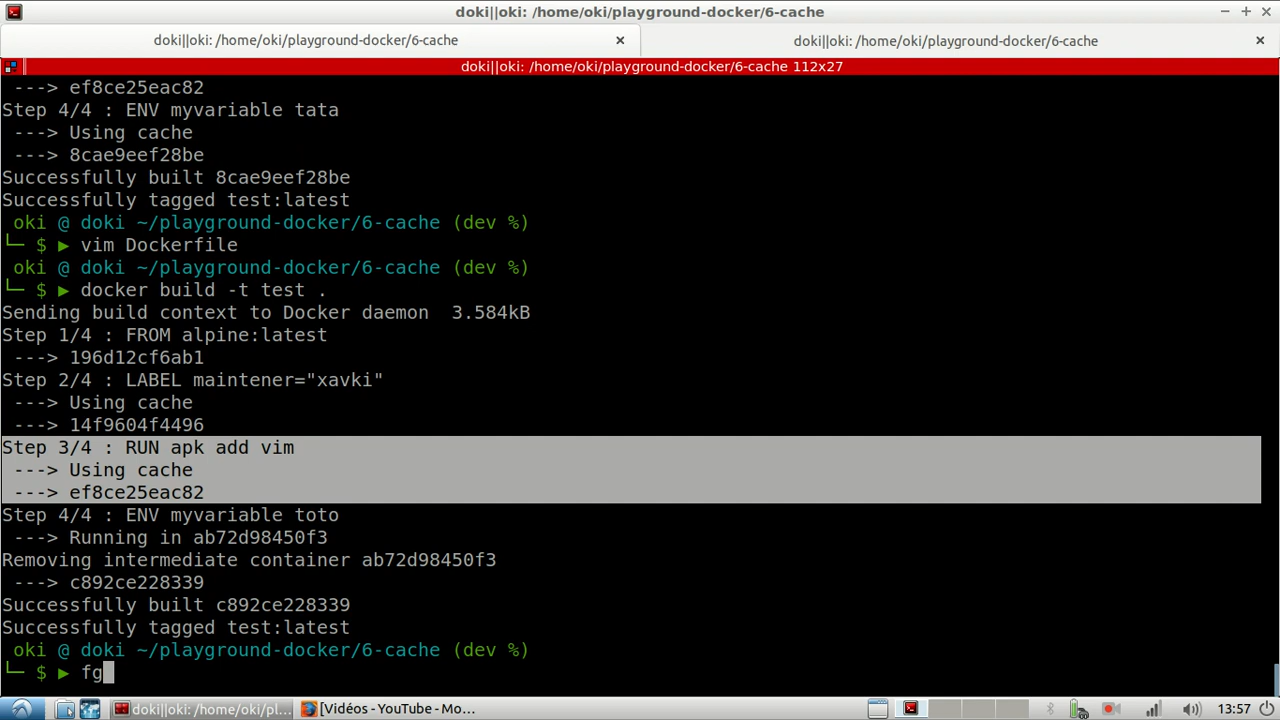 doki||oki: /home/oki/playground-docker/6-cache
doki||oki: /home/oki/playground-docker/6-cache
doki||oki: /home/oki/playground-docker/6-cache
doki||oki: /home/oki/playground-docker/6-cache 112x27
---> ef8ce25eac82
Step 4/4 : ENV myvariable tata
---> Using cache
---> 8cae9eef28be
Successfully built 8cae9eef28be
Successfully tagged test:latest
oki @ doki ~/playground-docker/6-cache (dev %)
└─ $ ▶ vim Dockerfile
oki @ doki ~/playground-docker/6-cache (dev %)
└─ $ ▶ docker build -t test .
Sending build context to Docker daemon  3.584kB
Step 1/4 : FROM alpine:latest
---> 196d12cf6ab1
Step 2/4 : LABEL maintener="xavki"
---> Using cache
---> 14f9604f4496
Step 3/4 : RUN apk add vim
---> Using cache
---> ef8ce25eac82
Step 4/4 : ENV myvariable toto
---> Running in ab72d98450f3
Removing intermediate container ab72d98450f3
---> c892ce228339
Successfully built c892ce228339
Successfully tagged test:latest
oki @ doki ~/playground-docker/6-cache (dev %)
└─ $ ▶ fg
doki||oki: /home/oki/pl... [Vidéos - YouTube - Mo... 13:57